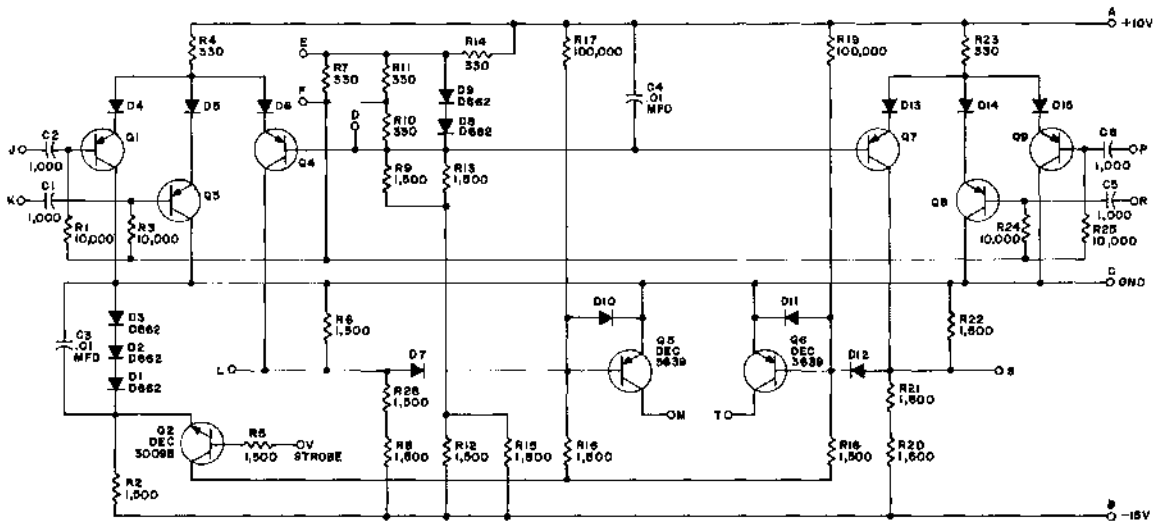 A
+10V
R4
330
E
R14
330
R17
100,000
R19
100,000
R23
330
R7
330
R11
330
F
D9
D662
C4
.01
MFD
D4
D5
D6
D
R10
330
D8
D662
D13
D14
D15
Q1
Q4
Q7
Q9
C2
J
1,000
C6
P
1,000
R9
1,500
R13
1,500
C1
K
1,000
Q3
Q8
C5
R
1,000
R1
10,000
R3
10,000
R24
10,000
R25
10,000
C
GND
D10
D11
D3
D662
C3
.01
MFD
D2
D662
R6
1,500
R22
1,500
Q5
DEC
3639
Q6
DEC
3639
D12
D1
D662
L
D7
S
R26
1,500
R21
1,500
M
T
Q2
DEC
3009B
R5
1,500
V
STROBE
R8
1,500
R12
1,500
R15
1,500
R16
1,500
R18
1,500
R20
1,500
R2
1,500
B
-15V